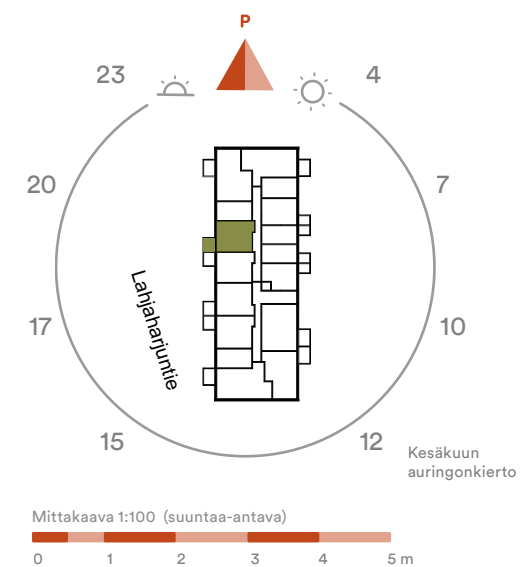 P
23
4
20
7
Lahjaharjuntie
17
10
15
12
Kesäkuun
auringonkierto
Mittakaava 1:100 (suuntaa-antava)
0 1 2 3 4 5 m